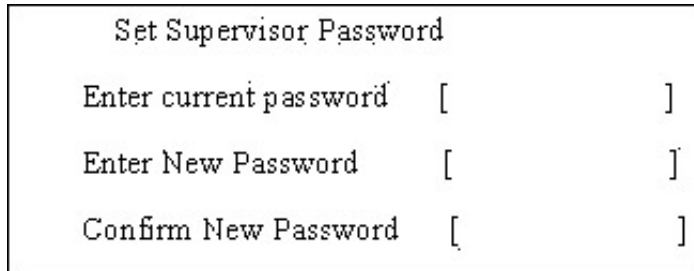 Set Supervisor Password
Enter current password [ ]
Enter New Password [ ]
Confirm New Password [ ]